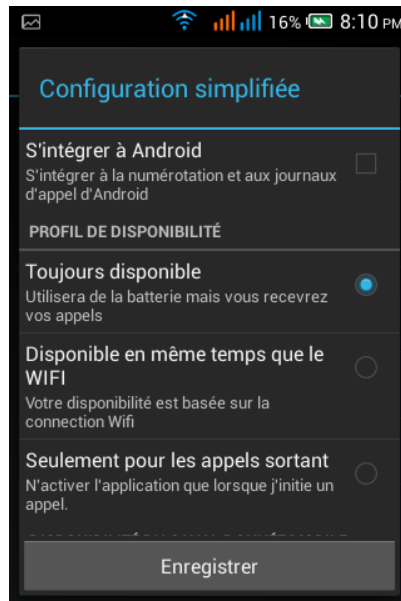 16% 8:10 PM
Configuration simplifiée
S'intégrer à Android
S'intégrer à la numérotation et aux journaux
d'appel d'Android
PROFIL DE DISPONIBILITÉ
Toujours disponible
Utilisera de la batterie mais vous recevrez
vos appels
Disponible en même temps que le
WIFI
Votre disponibilité est basée sur la
connection Wifi
Seulement pour les appels sortant
N'activer l'application que lorsque j'initie un
appel.
Enregistrer